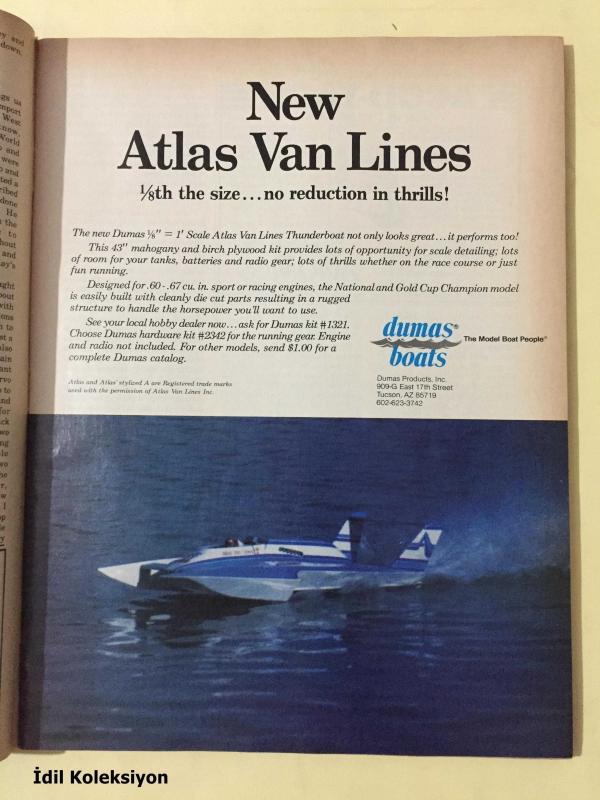 New
Atlas Van Lines
⅛th the size...no reduction in thrills!
The new Dumas ⅛" = 1' Scale Atlas Van Lines Thunderboat not only looks great...it performs too!
This 43" mahogany and birch plywood kit provides lots of opportunity for scale detailing; lots
of room for your tanks, batteries and radio gear; lots of thrills whether on the race course or just
fun running.
Designed for .60-.67 cu. in. sport or racing engines, the National and Gold Cup Champion model
is easily built with cleanly die cut parts resulting in a rugged
structure to handle the horsepower you'll want to use.
See your local hobby dealer now...ask for Dumas kit #1321.
Choose Dumas hardware kit #2342 for the running gear. Engine
and radio not included. For other models, send $1.00 for a
complete Dumas catalog.
Atlas and Atlas' stylized A are Registered trade marks
used with the permission of Atlas Van Lines Inc.
dumas®
boats
The Model Boat People®
Dumas Products, Inc.
909-G East 17th Street
Tucson, AZ 85719
602-623-3742
İdil Koleksiyon